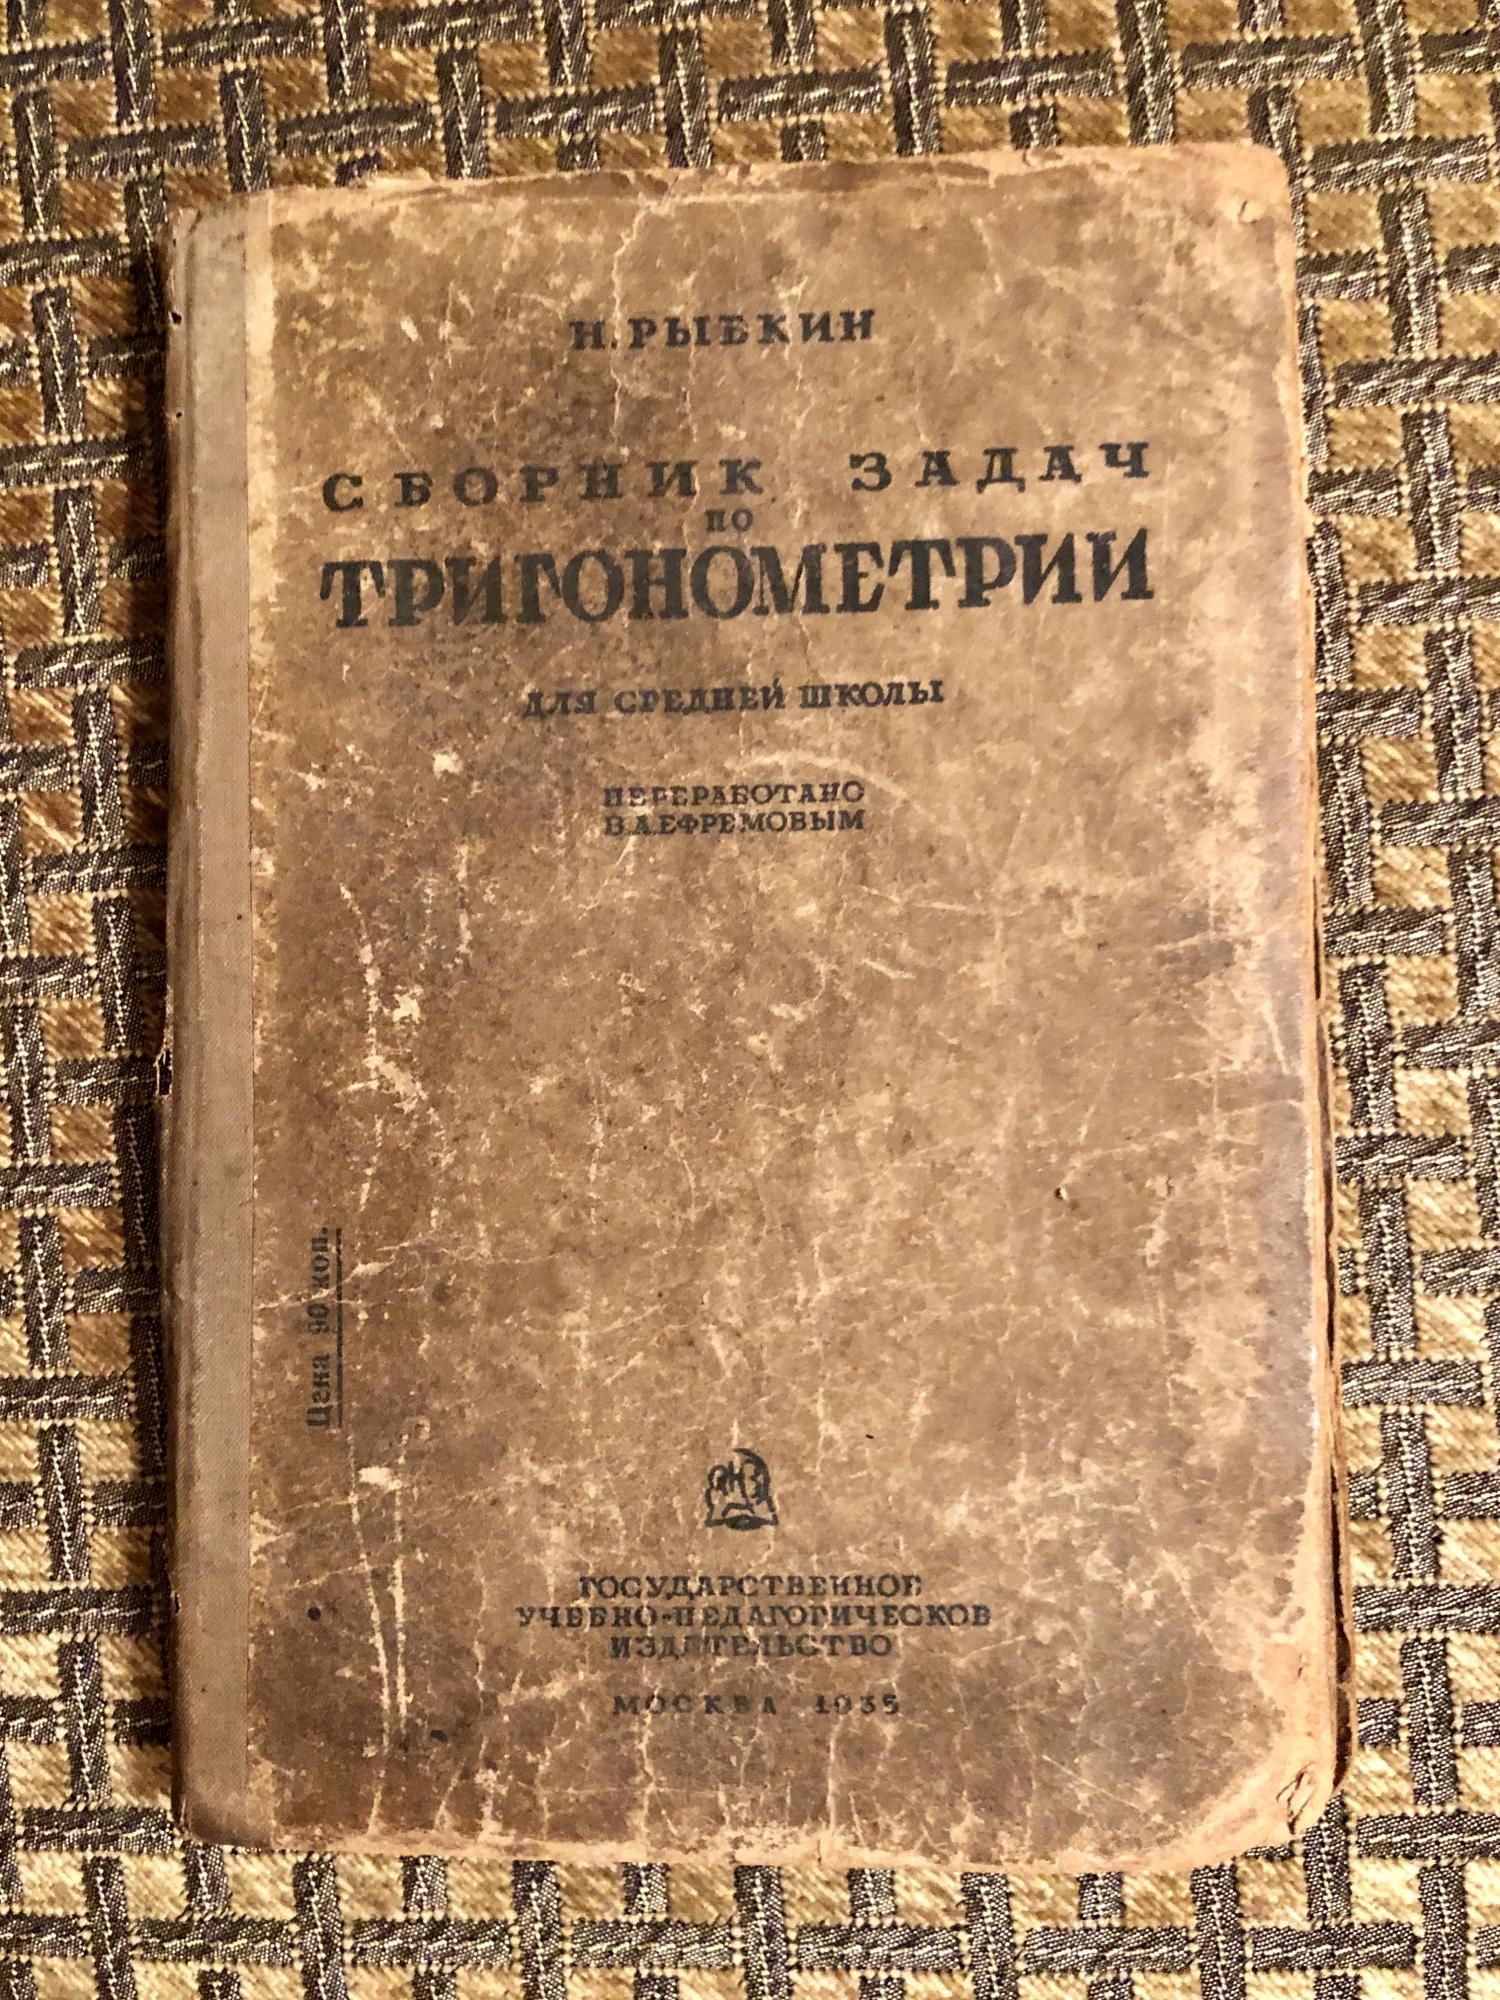 Н. РЫБКИН
СБОРНИК ЗАДАЧ
ПО
ТРИГОНОМЕТРИИ
ДЛЯ СРЕДНЕЙ ШКОЛЫ
ПЕРЕРАБОТАНО
В.А.ЕФРЕМОВЫМ
Цена 90 коп.
ГОСУДАРСТВЕННОЕ
УЧЕБНО-ПЕДАГОГИЧЕСКОЕ
ИЗДАТЕЛЬСТВО
МОСКВА 1935